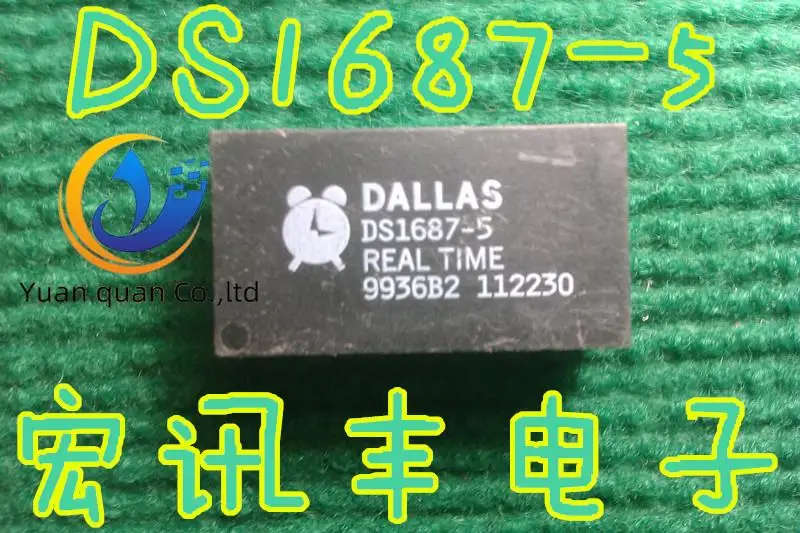 DS1687-5
DALLAS
DS1687-5
REAL TIME
9936B2 112230
Yuan quan Co.,ltd
宏讯丰电子